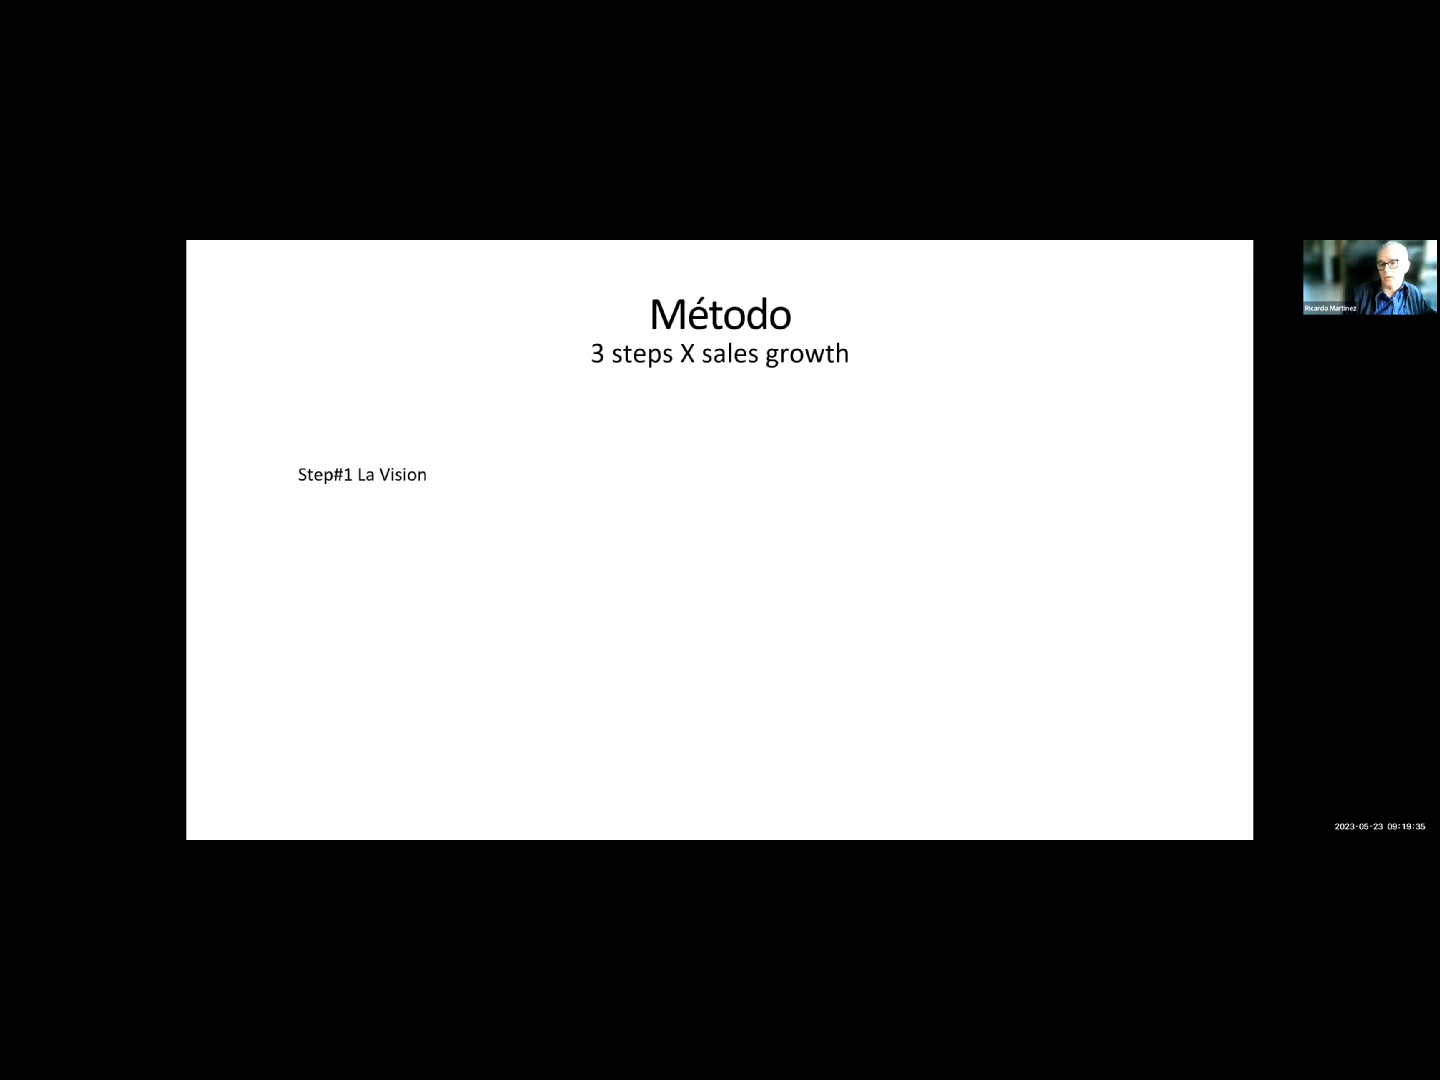 Método
3 steps X sales growth
Step#1 La Vision
Ricardo Martinez
2023-05-23 09:19:35